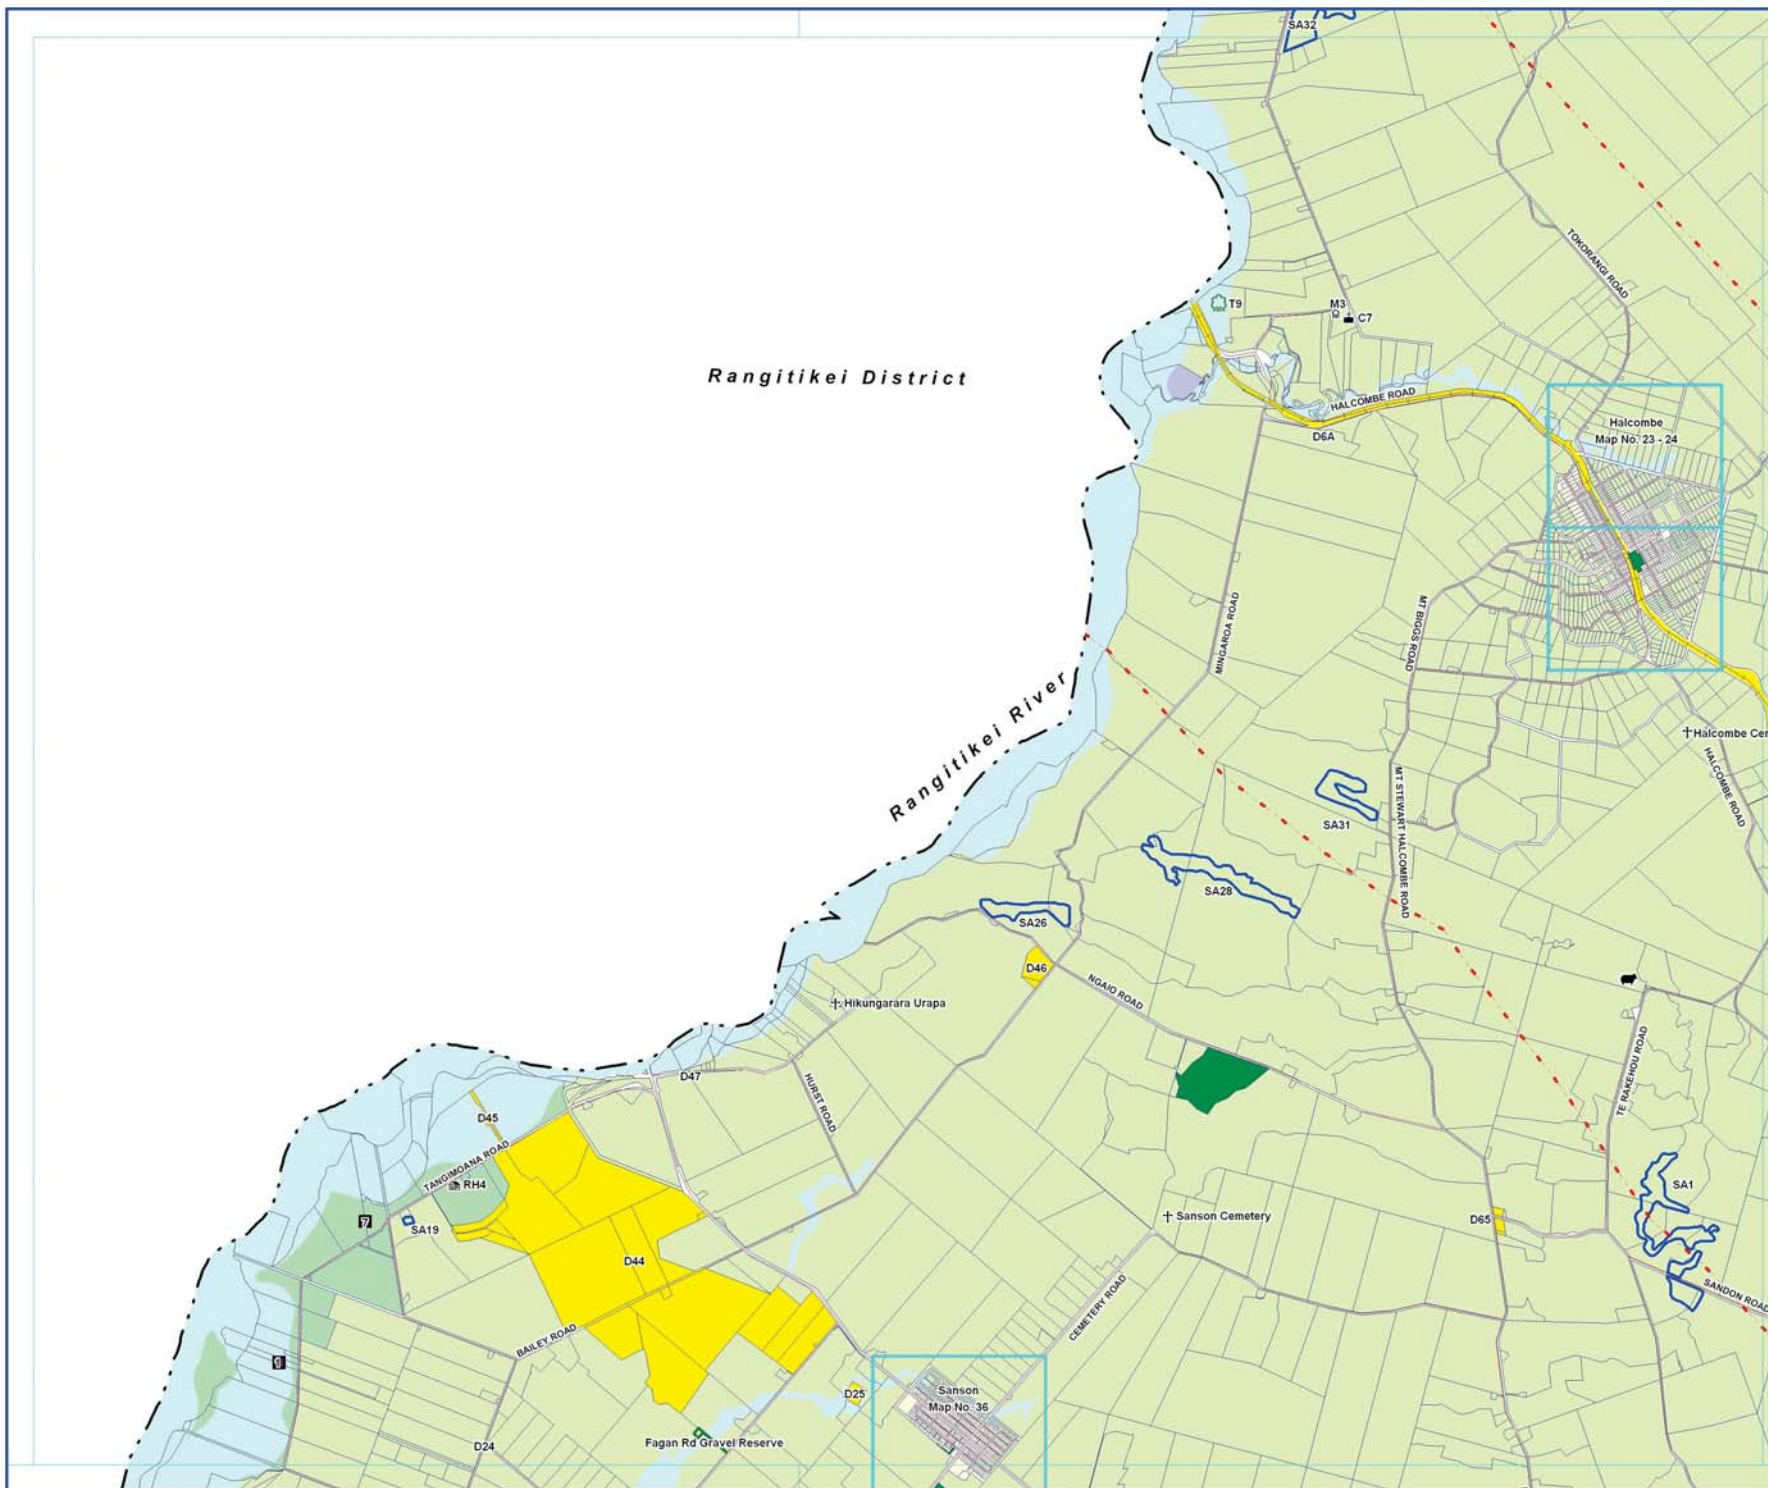 SA32
TOKORANGI ROAD
T9
M3
C7
Rangitikei District
HALCOMBE ROAD
D6A
Halcombe
Map No. 23 - 24
MINGAROA ROAD
MT BIGGS ROAD
Rangitikei River
Halcombe Cem
HALCOMBE ROAD
MT STEWART HALCOMBE ROAD
SA31
SA28
SA26
D46
NGAIO ROAD
Hikungarara Urapa
TE RAKEHOU ROAD
D47
HURST ROAD
D45
TANGIMOANA ROAD
RH4
SA1
7
SA19
Sanson Cemetery
D65
D44
SANDON ROAD
CEMETERY ROAD
BAILEY ROAD
1
D25
Sanson
Map No. 36
Fagan Rd Gravel Reserve
D24